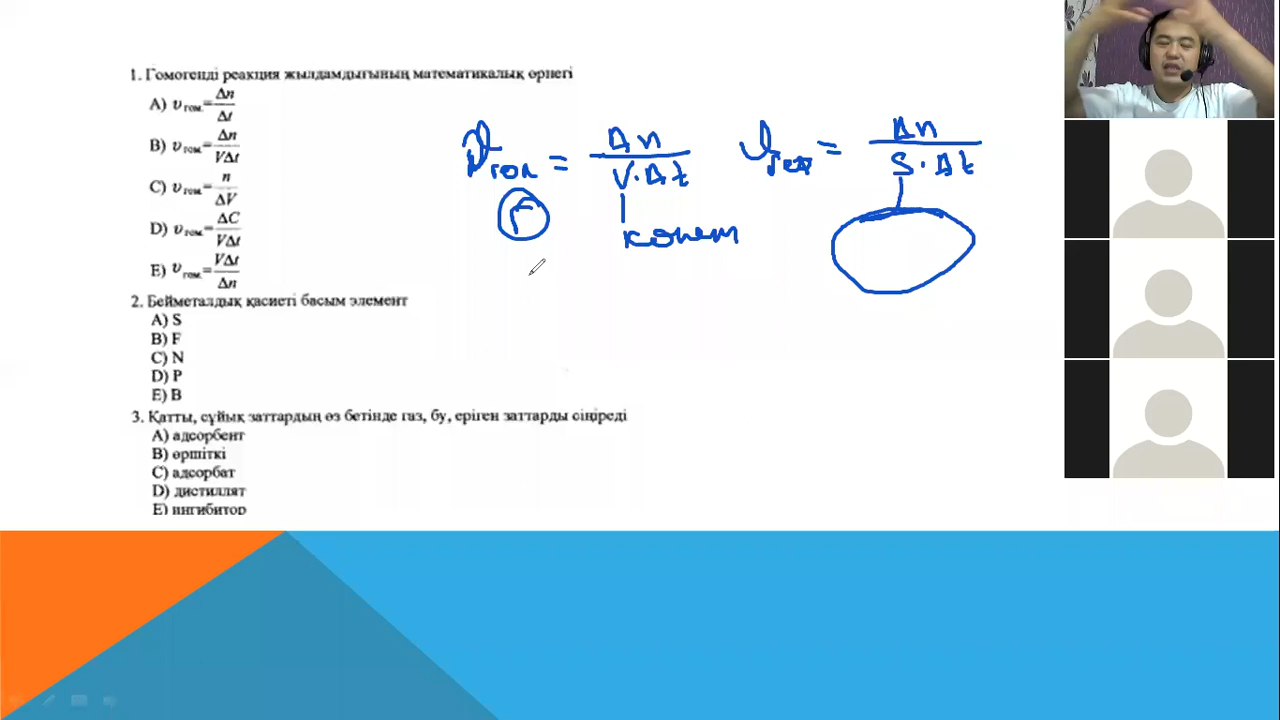 1. Гомогенді реакция жылдамдығының математикалық өрнегі
A) υгом.=Δn/Δt
B) υгом.=Δn/VΔt
C) υгом.=n/ΔV
D) υгом.=ΔC/VΔt
E) υгом.=VΔt/Δn
2. Бейметалдық қасиеті басым элемент
A) S
B) F
C) N
D) P
E) B
3. Қатты, сұйық заттардың өз бетінде газ, бу, еріген заттарды сіңіреді
A) адсорбент
B) өршіткі
C) адсорбат
D) дистиллят
E) ингибитор
υгом = Δn/V·Δt
Г
υгет = Δn/S·Δt